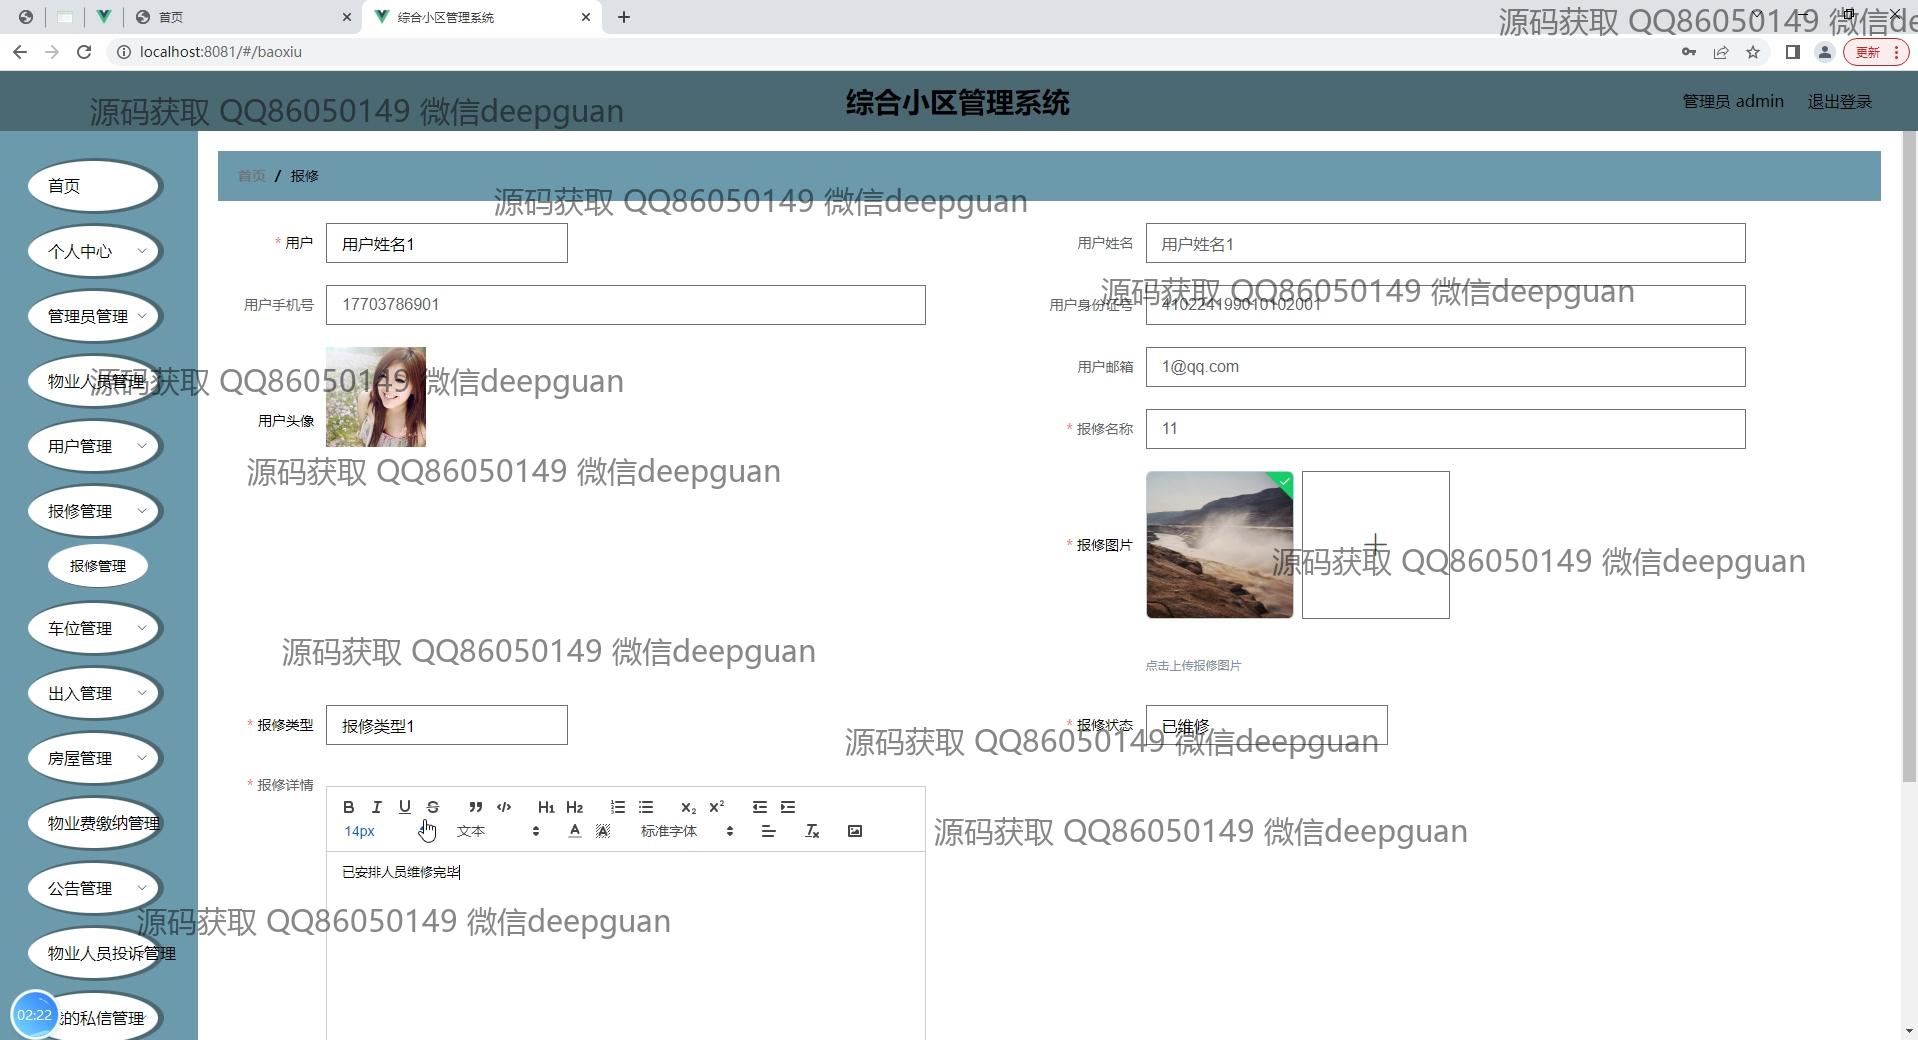 首页
综合小区管理系统
源码获取 QQ86050149 微信de
localhost:8081/#/baoxiu
更新
源码获取 QQ86050149 微信deepguan
综合小区管理系统
管理员 admin
退出登录
首页
首页 / 报修
源码获取 QQ86050149 微信deepguan
* 用户
用户姓名1
用户姓名
用户姓名1
个人中心
用户手机号
17703786901
用户身份证号
410224199010102001
源码获取 QQ86050149 微信deepguan
管理员管理
物业人员管理
源码获取 QQ86050149 微信deepguan
用户邮箱
1@qq.com
用户头像
* 报修名称
11
用户管理
源码获取 QQ86050149 微信deepguan
报修管理
报修管理
* 报修图片
源码获取 QQ86050149 微信deepguan
车位管理
源码获取 QQ86050149 微信deepguan
点击上传报修图片
出入管理
* 报修类型
报修类型1
* 报修状态
已维修
源码获取 QQ86050149 微信deepguan
房屋管理
* 报修详情
B I U S ” </> H1 H2 X2 X2
14px 文本 A A 标准字体 Tx
源码获取 QQ86050149 微信deepguan
物业费缴纳管理
已安排人员维修完毕
公告管理
源码获取 QQ86050149 微信deepguan
物业人员投诉管理
02:22
的私信管理